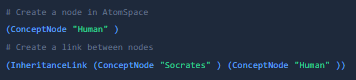 # Create a node in AtomSpace
(ConceptNode "Human" )
# Create a link between nodes
(InheritanceLink (ConceptNode "Socrates" ) (ConceptNode "Human" ))